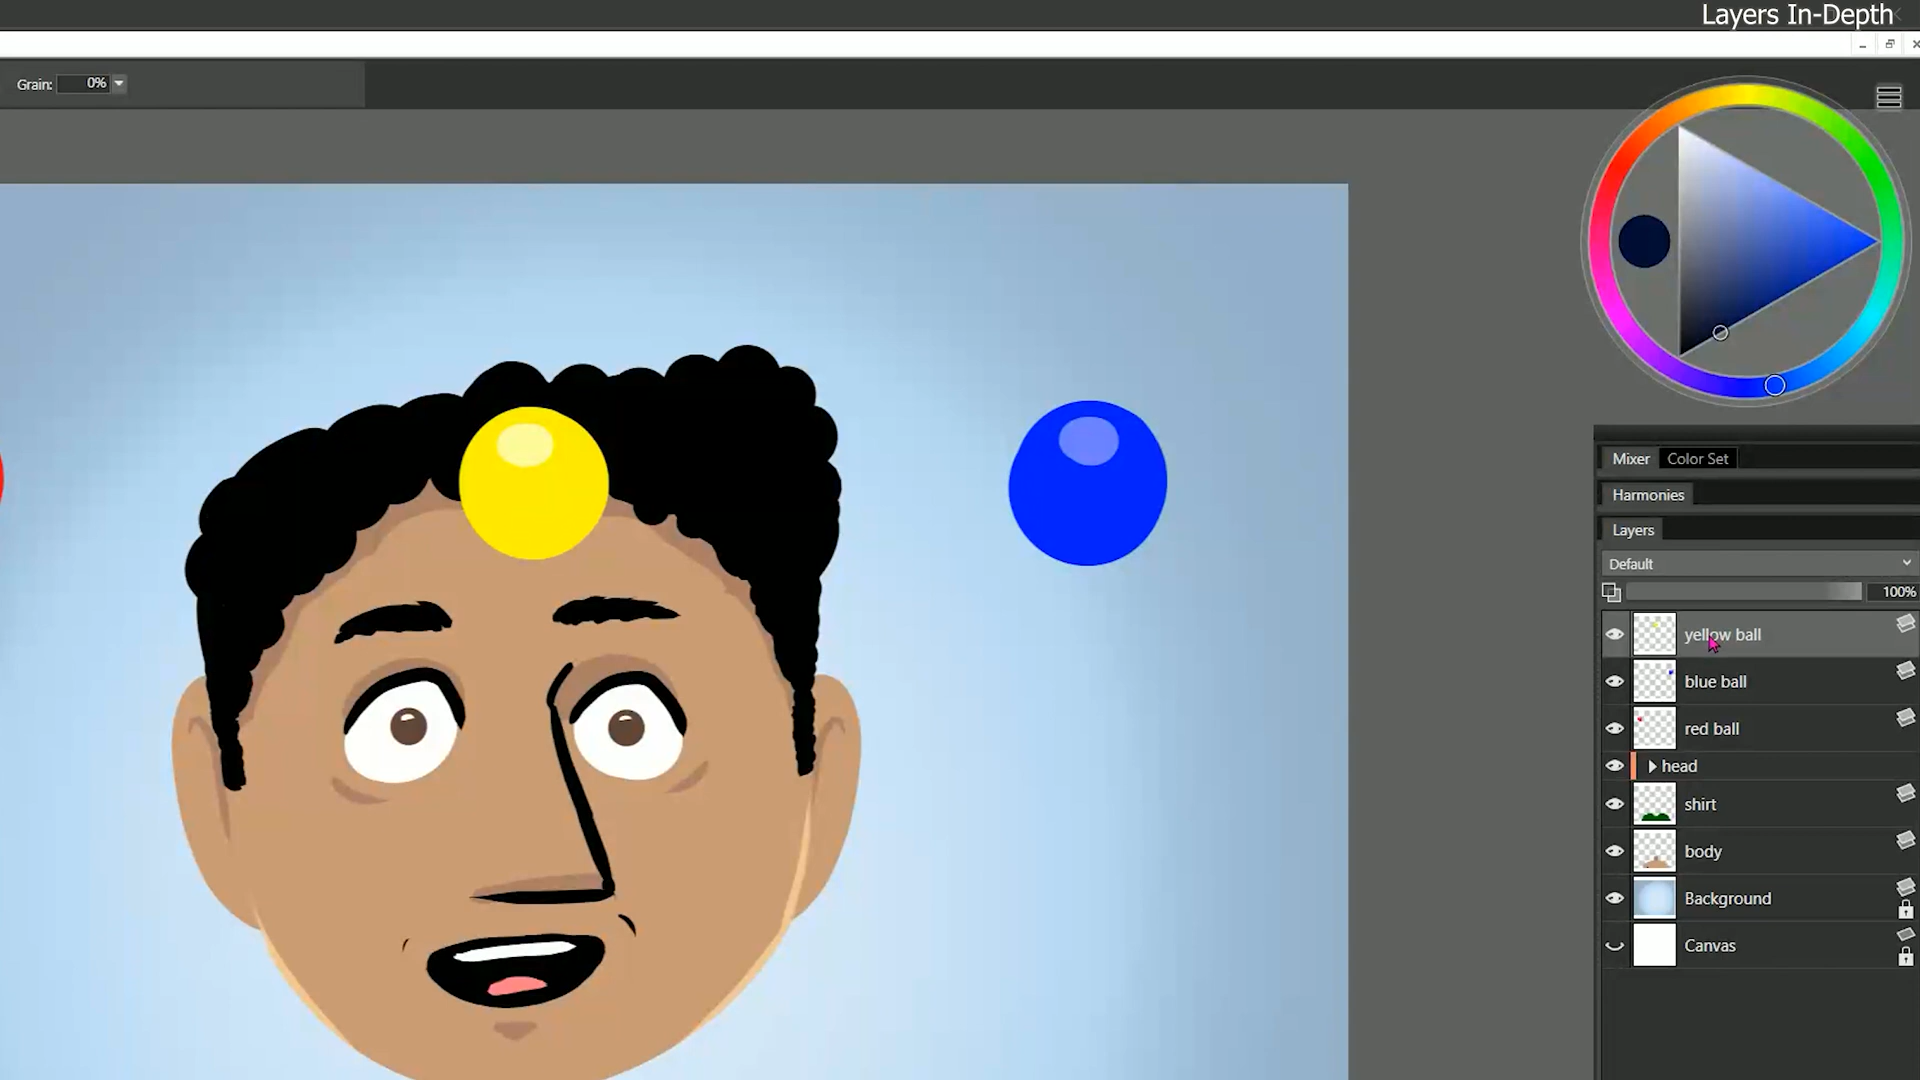 Layers In-Depth
Grain: 0%
Mixer Color Set
Harmonies
Layers
Default
100%
yellow ball
blue ball
red ball
head
shirt
body
Background
Canvas